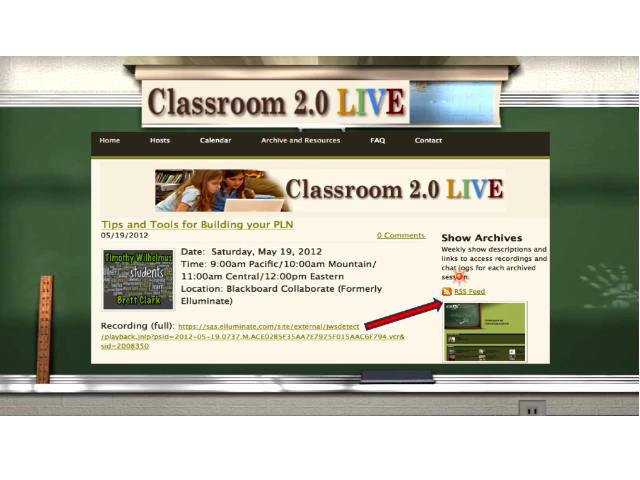 Classroom 2.0 LIVE
Home Hosts Calendar Archive and Resources FAQ Contact
Classroom 2.0 LIVE
Tips and Tools for Building your PLN
05/19/2012
0 Comments
Timothy Wilhelmus
students
Brett Clark
Date: Saturday, May 19, 2012
Time: 9:00am Pacific/10:00am Mountain/
11:00am Central/12:00pm Eastern
Location: Blackboard Collaborate (Formerly
Elluminate)
Recording (full): https://sas.elluminate.com/site/external/jwsdetect
/playback.jnlp?psid=2012-05-19.0737.M.ACE0285F35AA7E7975F015AAC6F794.vcr&
sid=2008350
Show Archives
Weekly show descriptions and
links to access recordings and
chat logs for each archived
session.
RSS Feed